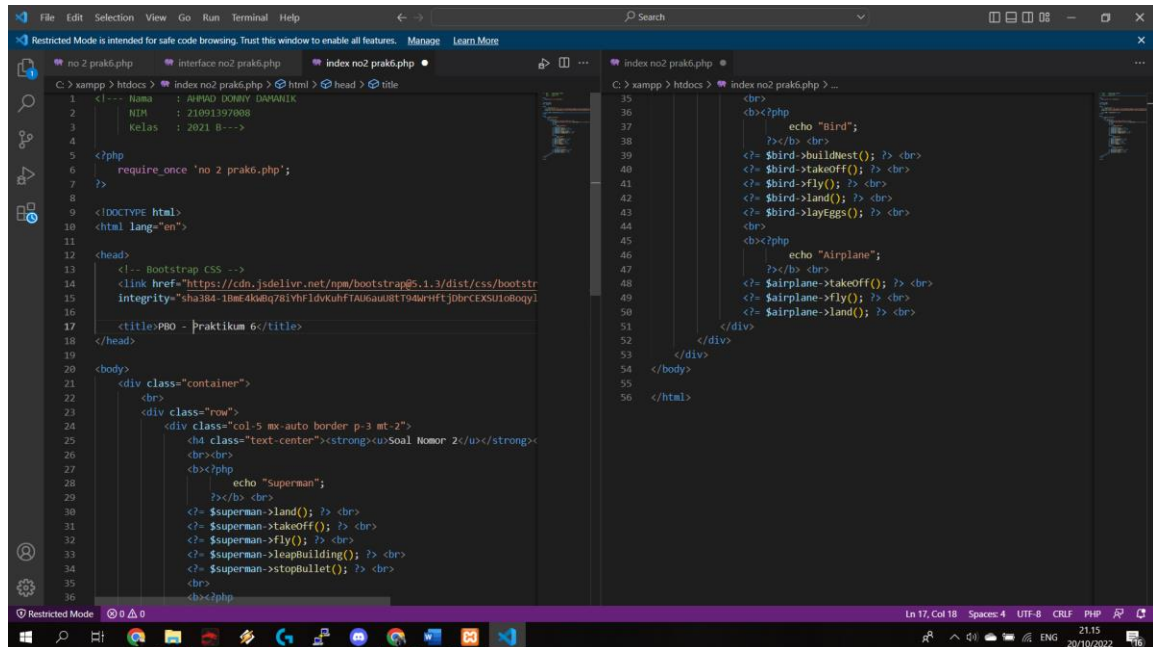 File Edit Selection View Go Run Terminal Help
Search
Restricted Mode is intended for safe code browsing. Trust this window to enable all features. Manage Learn More
no 2 prak6.php
interface no2 prak6.php
index no2 prak6.php
C: > xampp > htdocs > index no2 prak6.php > html > head > title
1 <!--- Nama : AHMAD DONNY DAMANIK
2 NIM : 21091397008
3 Kelas : 2021 B--->
4
5 <?php
6 require_once 'no 2 prak6.php';
7 ?>
8
9 <!DOCTYPE html>
10 <html lang="en">
11
12 <head>
13 <!-- Bootstrap CSS -->
14 <link href="https://cdn.jsdelivr.net/npm/bootstrap@5.1.3/dist/css/bootstr
15 integrity="sha384-1BmE4kWBq78iYhFldvKuhfTAU6auU8tT94WrHftjDbrCEXSU1oBoqyl
16
17 <title>PBO - Praktikum 6</title>
18 </head>
19
20 <body>
21 <div class="container">
22 <br>
23 <div class="row">
24 <div class="col-5 mx-auto border p-3 mt-2">
25 <h4 class="text-center"><strong><u>Soal Nomor 2</u></strong><
26 <br><br>
27 <b><?php
28 echo "Superman";
29 ?></b> <br>
30 <?= $superman->land(); ?> <br>
31 <?= $superman->takeOff(); ?> <br>
32 <?= $superman->fly(); ?> <br>
33 <?= $superman->leapBuilding(); ?> <br>
34 <?= $superman->stopBullet(); ?> <br>
35 <br>
36 <b><?php
index no2 prak6.php
C: > xampp > htdocs > index no2 prak6.php > ...
35 <br>
36 <b><?php
37 echo "Bird";
38 ?></b> <br>
39 <?= $bird->buildNest(); ?> <br>
40 <?= $bird->takeOff(); ?> <br>
41 <?= $bird->fly(); ?> <br>
42 <?= $bird->land(); ?> <br>
43 <?= $bird->layEggs(); ?> <br>
44 <br>
45 <b><?php
46 echo "Airplane";
47 ?></b> <br>
48 <?= $airplane->takeOff(); ?> <br>
49 <?= $airplane->fly(); ?> <br>
50 <?= $airplane->land(); ?> <br>
51 </div>
52 </div>
53 </div>
54 </body>
55
56 </html>
Restricted Mode 0 0
Ln 17, Col 18 Spaces: 4 UTF-8 CRLF PHP
ENG
21.15
20/10/2022
16